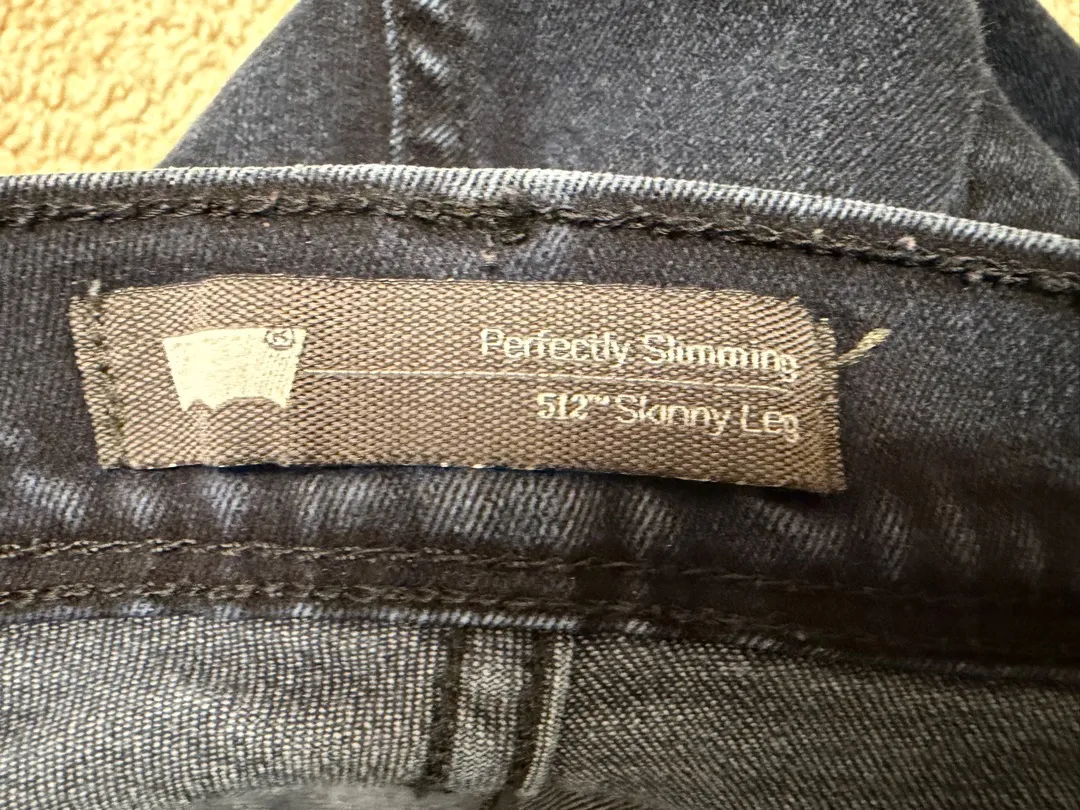 ®
Perfectly Slimming
512™ Skinny Leg